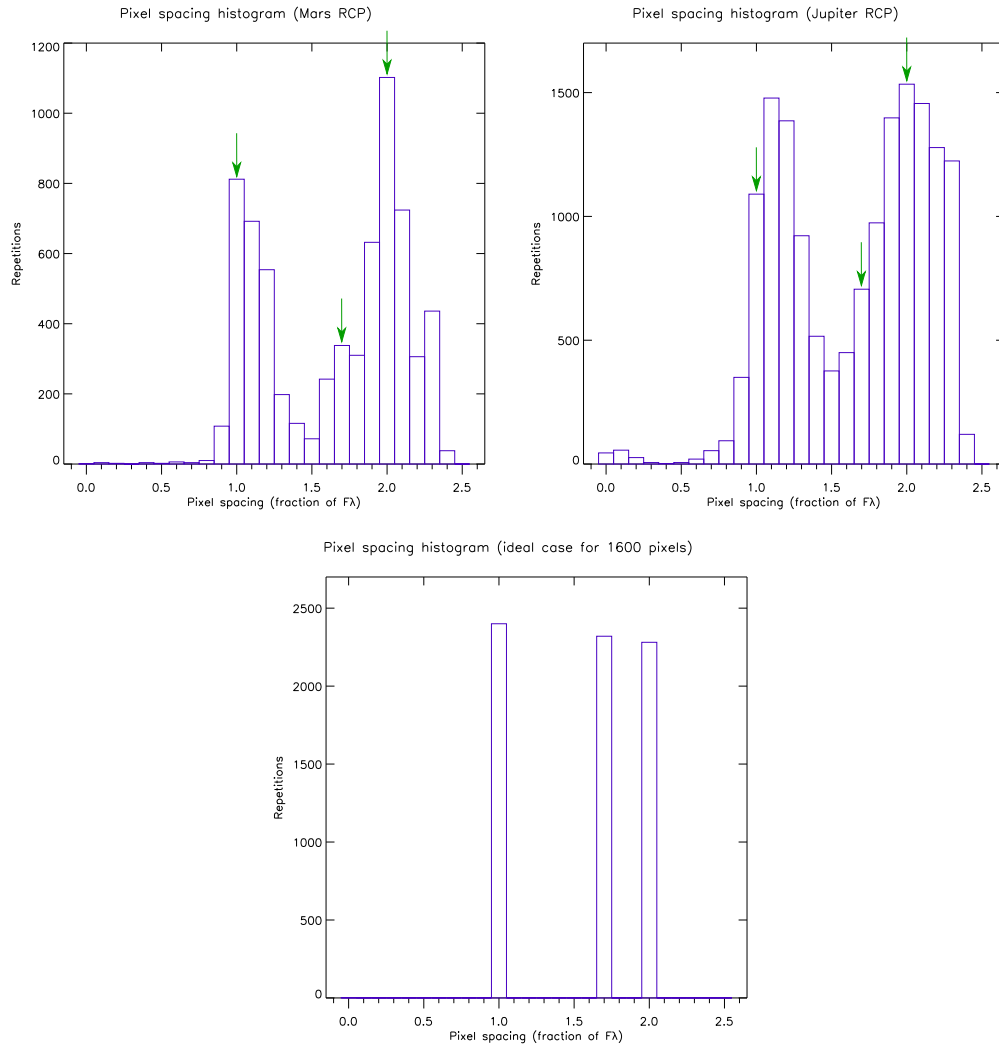 Pixel spacing histogram (Mars RCP)
1200
1000
800
600
400
200
0
Repetitions
0.0 0.5 1.0 1.5 2.0 2.5
Pixel spacing (fraction of Fλ)
Pixel spacing histogram (Jupiter RCP)
1500
1000
500
0
Repetitions
0.0 0.5 1.0 1.5 2.0 2.5
Pixel spacing (fraction of Fλ)
Pixel spacing histogram (ideal case for 1600 pixels)
2500
2000
1500
1000
500
0
Repetitions
0.0 0.5 1.0 1.5 2.0 2.5
Pixel spacing (fraction of Fλ)